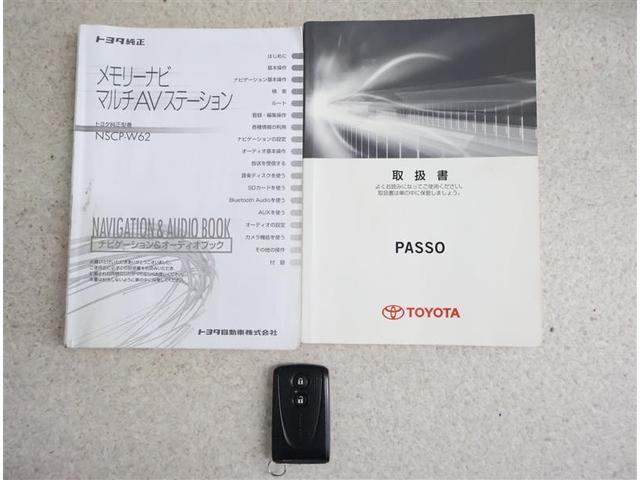 トヨタ純正
メモリーナビ
マルチAVステーション
トヨタ純正型番
NSCP-W62
はじめに
基本操作
ナビゲーション基本操作
検 索
ルート
登録・編集操作
各種情報の利用
ナビゲーションの設定
オーディオ基本操作
放送を受信する
音楽ディスクを使う
SDカードを使う
Bluetooth Audioを使う
AUXを使う
オーディオの設定
カメラ機能を使う
その他の操作
付 録
NAVIGATION & AUDIO BOOK
ナビゲーション&オーディオブック
トヨタ自動車株式会社
取扱書
よくお読みになってご使用ください。
取扱書は車の中に保管しましょう。
PASSO
TOYOTA